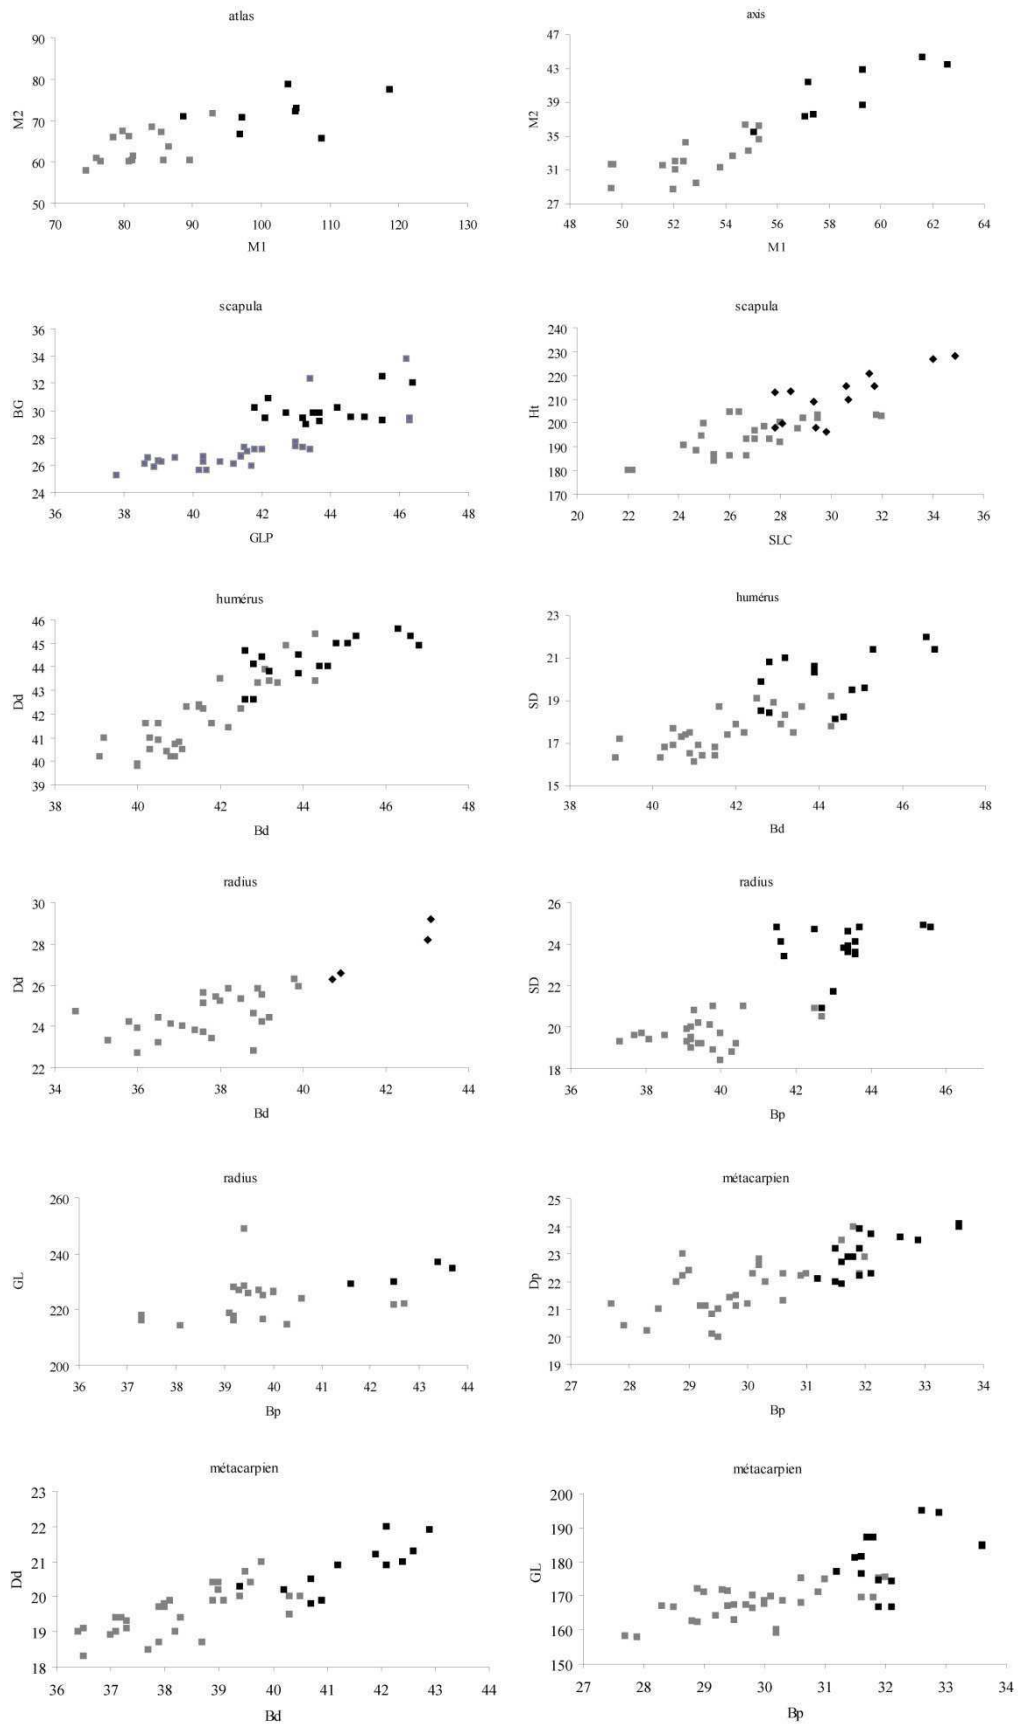 atlas
90
80
70
60
50
M2
70 80 90 100 110 120 130
M1
axis
47
43
39
35
31
27
M2
48 50 52 54 56 58 60 62 64
M1
scapula
36
34
32
30
28
26
24
BG
36 38 40 42 44 46 48
GLP
scapula
240
230
220
210
200
190
180
170
Ht
20 22 24 26 28 30 32 34 36
SLC
humérus
46
45
44
43
42
41
40
39
Dd
38 40 42 44 46 48
Bd
humérus
23
21
19
17
15
SD
38 40 42 44 46 48
Bd
radius
30
28
26
24
22
Dd
34 36 38 40 42 44
Bd
radius
26
24
22
20
18
SD
36 38 40 42 44 46
Bp
radius
260
240
220
200
GL
36 37 38 39 40 41 42 43 44
Bp
métacarpien
25
24
23
22
21
20
19
Dp
27 28 29 30 31 32 33 34
Bp
métacarpien
23
22
21
20
19
18
Dd
36 37 38 39 40 41 42 43 44
Bd
métacarpien
200
190
180
170
160
150
GL
27 28 29 30 31 32 33 34
Bp